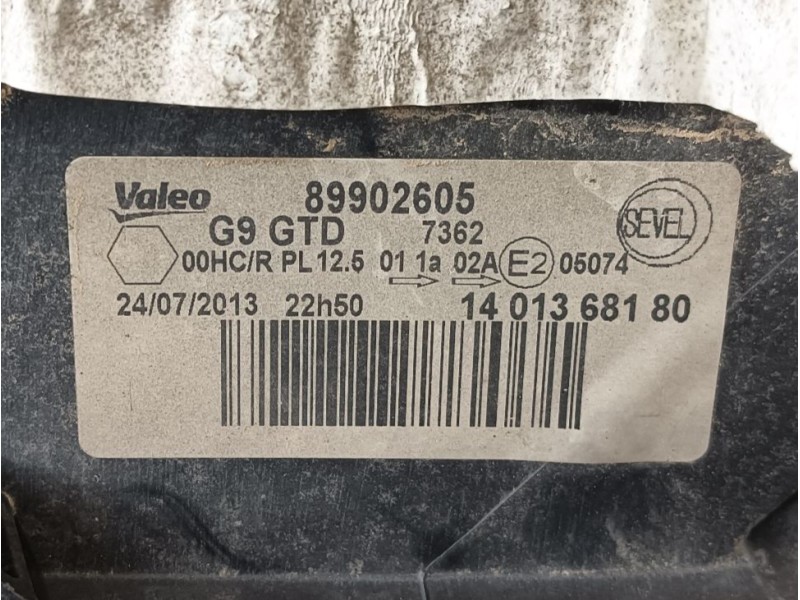 Valeo 89902605
G9 GTD 7362 SEVEL
00HC/R PL 12.5 01 1a 02A E2 05074
24/07/2013 22h50 14 013 681 80